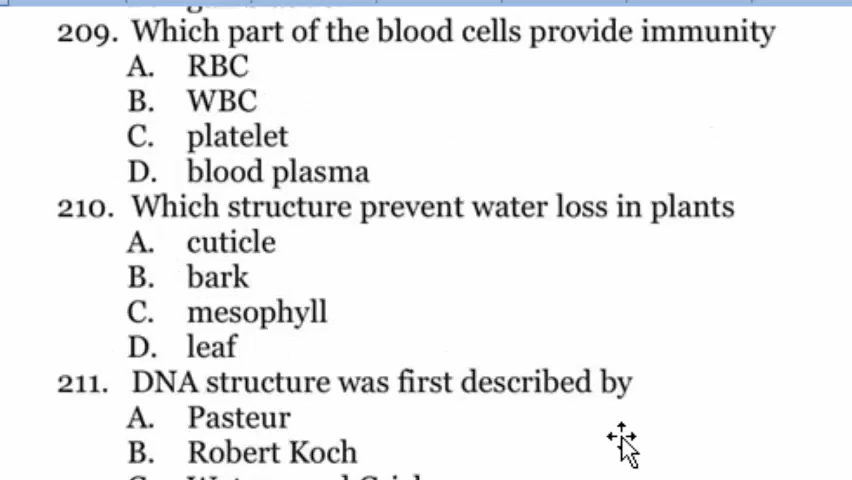 209. Which part of the blood cells provide immunity
A. RBC
B. WBC
C. platelet
D. blood plasma
210. Which structure prevent water loss in plants
A. cuticle
B. bark
C. mesophyll
D. leaf
211. DNA structure was first described by
A. Pasteur
B. Robert Koch